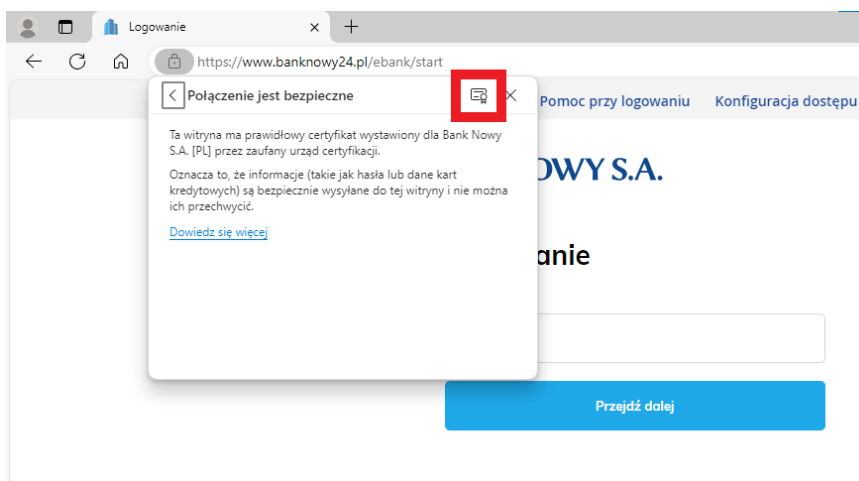 Logowanie
https://www.banknowy24.pl/ebank/start
Połączenie jest bezpieczne
Pomoc przy logowaniu Konfiguracja dostępu
Ta witryna ma prawidłowy certyfikat wystawiony dla Bank Nowy
S.A. [PL] przez zaufany urząd certyfikacji.
Oznacza to, że informacje (takie jak hasła lub dane kart
kredytowych) są bezpiecznie wysyłane do tej witryny i nie można
ich przechwycić.
Dowiedz się więcej
OWY S.A.
anie
Przejdź dalej